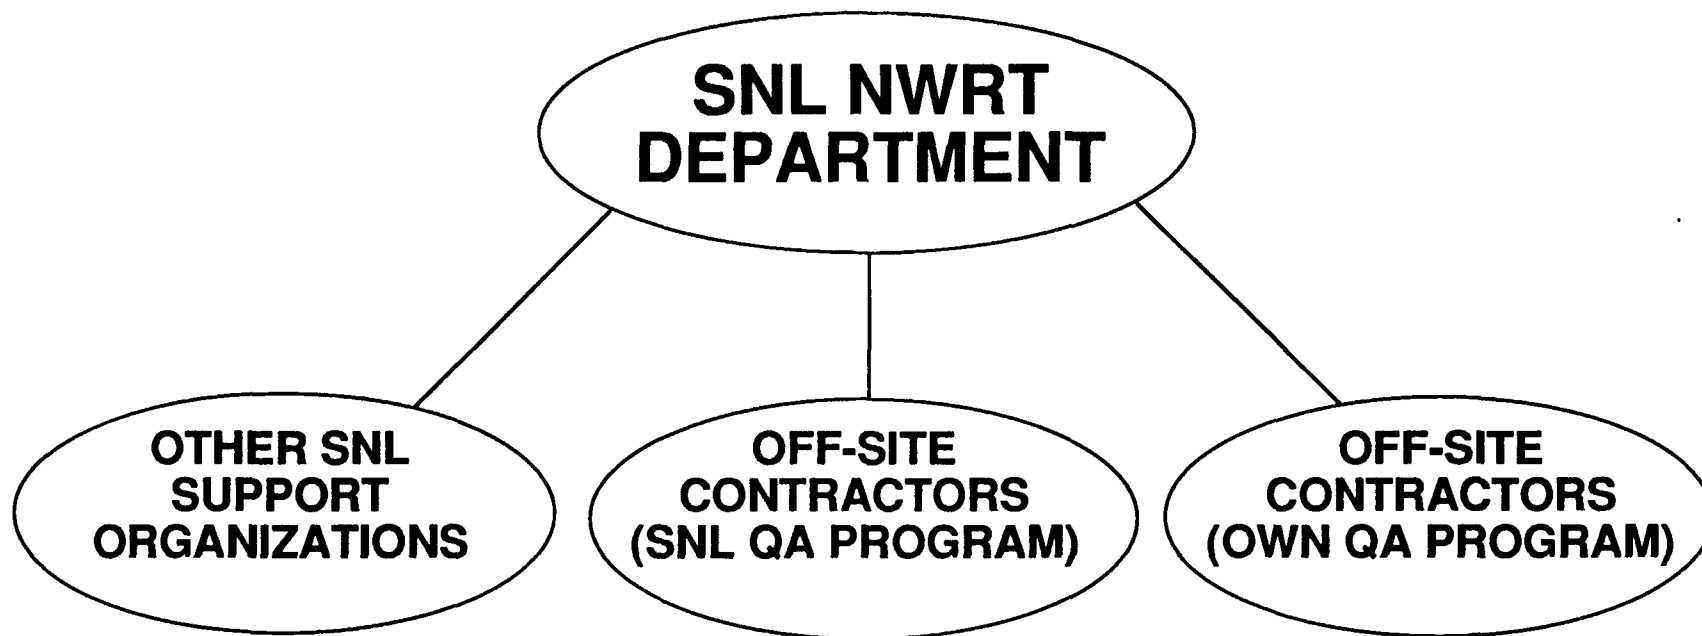 SNL NWRT
DEPARTMENT
OTHER SNL
SUPPORT
ORGANIZATIONS
OFF-SITE
CONTRACTORS
(SNL QA PROGRAM)
OFF-SITE
CONTRACTORS
(OWN QA PROGRAM)